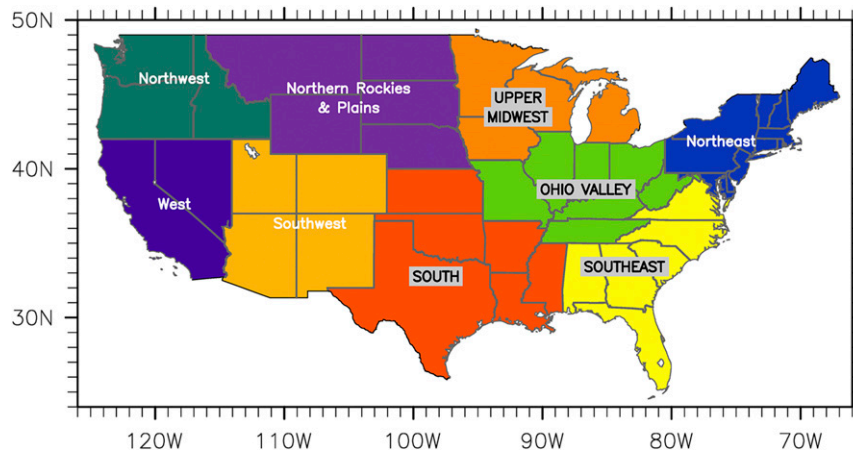 50N
40N
30N
Northwest
Northern Rockies
& Plains
UPPER
MIDWEST
Northeast
West
OHIO VALLEY
Southwest
SOUTH
SOUTHEAST
120W
110W
100W
90W
80W
70W